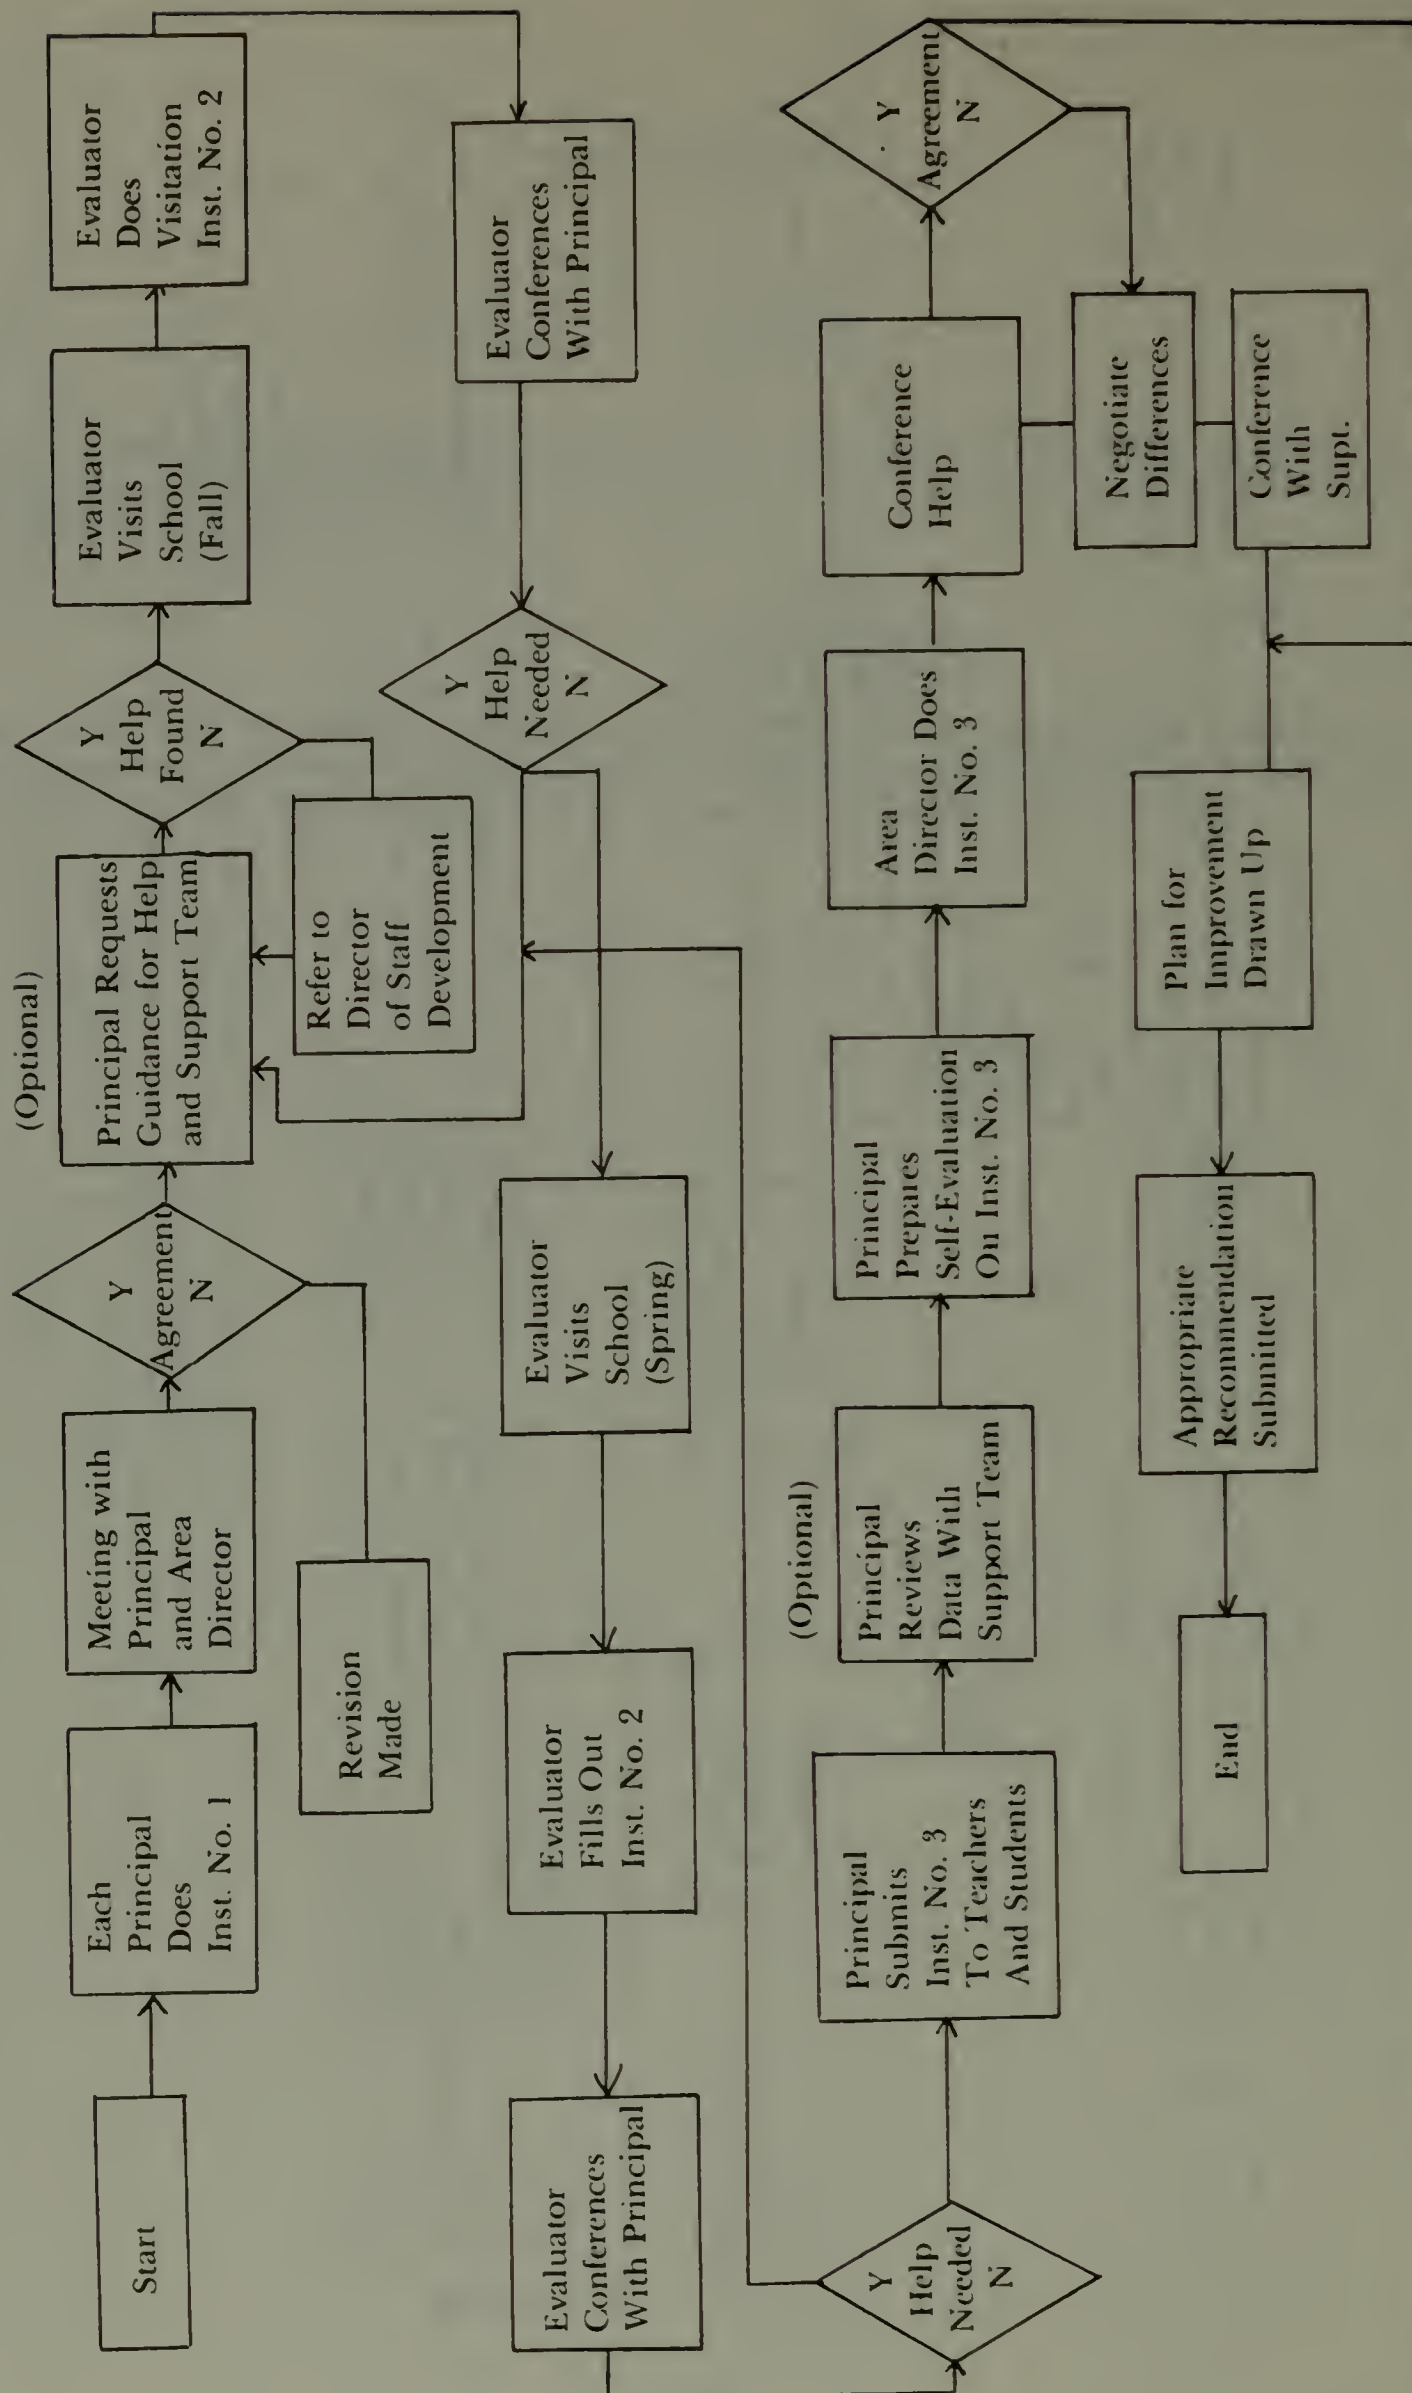 Start
Each
Principal
Does
Inst. No. 1
Meeting with
Principal
and Area
Director
Y
Agreement
N
Revision
Made
(Optional)
Principal Requests
Guidance for Help
and Support Team
Y
Help
Found
N
Refer to
Director
of Staff
Development
Evaluator
Visits
School
(Fall)
Evaluator
Does
Visitation
Inst. No. 2
Evaluator
Conferences
With Principal
Y
Help
Needed
N
Evaluator
Visits
School
(Spring)
Evaluator
Fills Out
Inst. No. 2
Evaluator
Conferences
With Principal
Y
Help
Needed
N
Principal
Submits
Inst. No. 3
To Teachers
And Students
(Optional)
Principal
Reviews
Data With
Support Team
Principal
Prepares
Self-Evaluation
On Inst. No. 3
Area
Director Does
Inst. No. 3
Conference
Help
Y
Agreement
N
Negotiate
Differences
Conference
With
Supt.
Plan for
Improvement
Drawn Up
Appropriate
Recommendation
Submitted
End